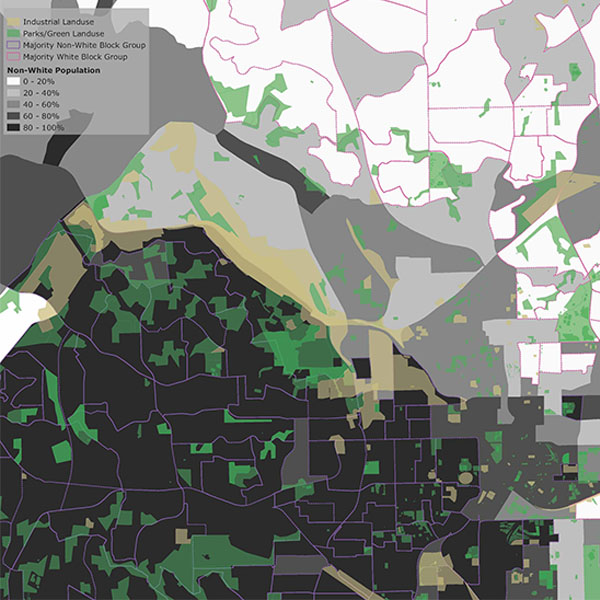 Industrial Landuse
Parks/Green Landuse
Majority Non-White Block Group
Majority White Block Group
Non-White Population
0 - 20%
20 - 40%
40 - 60%
60 - 80%
80 - 100%